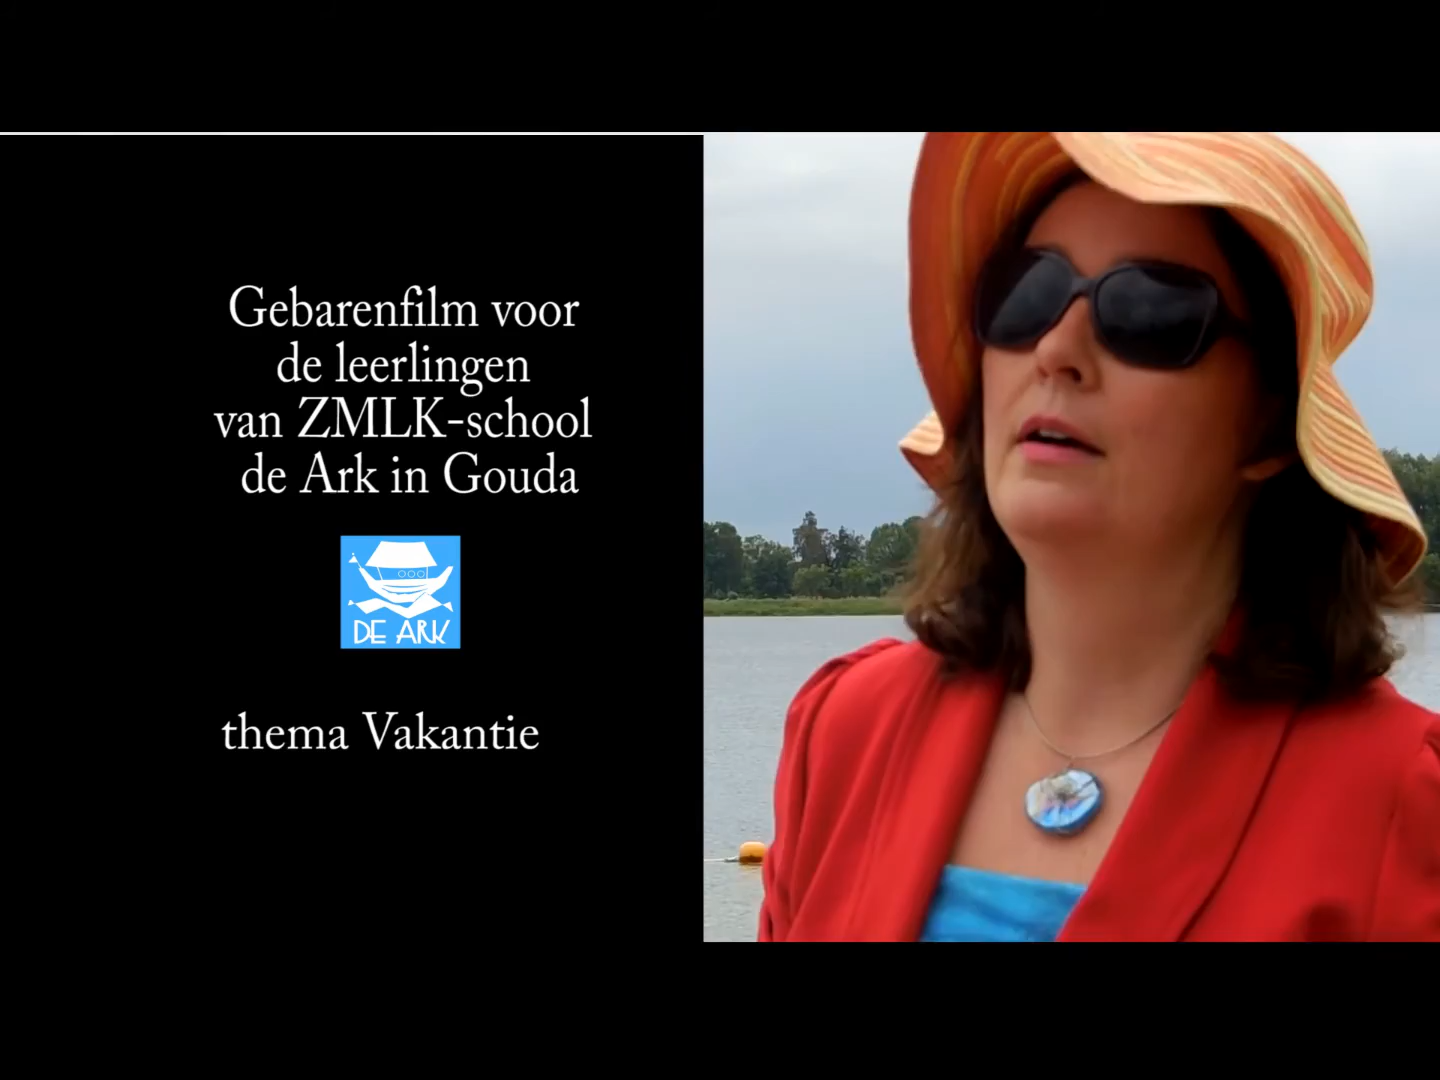 Gebarenfilm voor
de leerlingen
van ZMLK-school
de Ark in Gouda
DE ARK
thema Vakantie